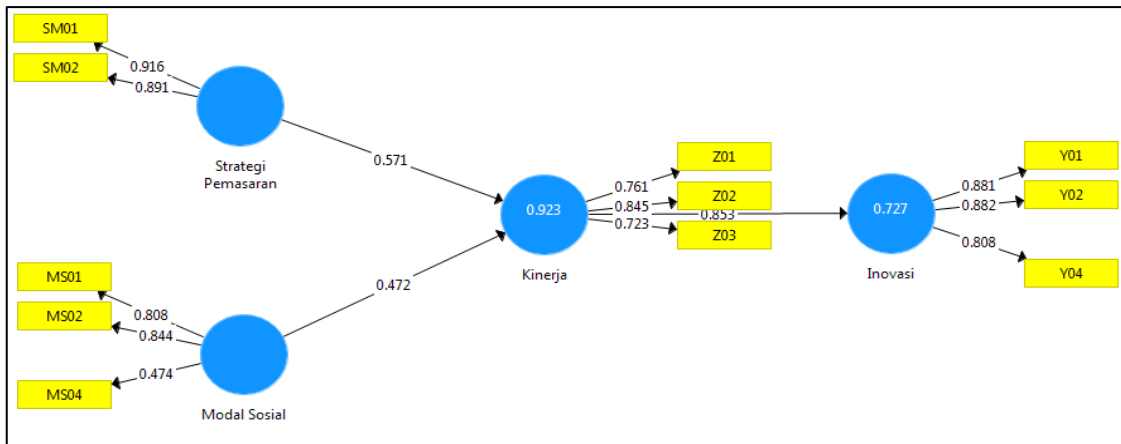 SM01
SM02
0.916
0.891
Strategi
Pemasaran
0.571
MS01
MS02
MS04
0.808
0.844
0.474
Modal Sosial
0.472
0.923
Kinerja
0.761
0.845
0.723
Z01
Z02
Z03
0.853
0.727
Inovasi
0.881
0.882
0.808
Y01
Y02
Y04